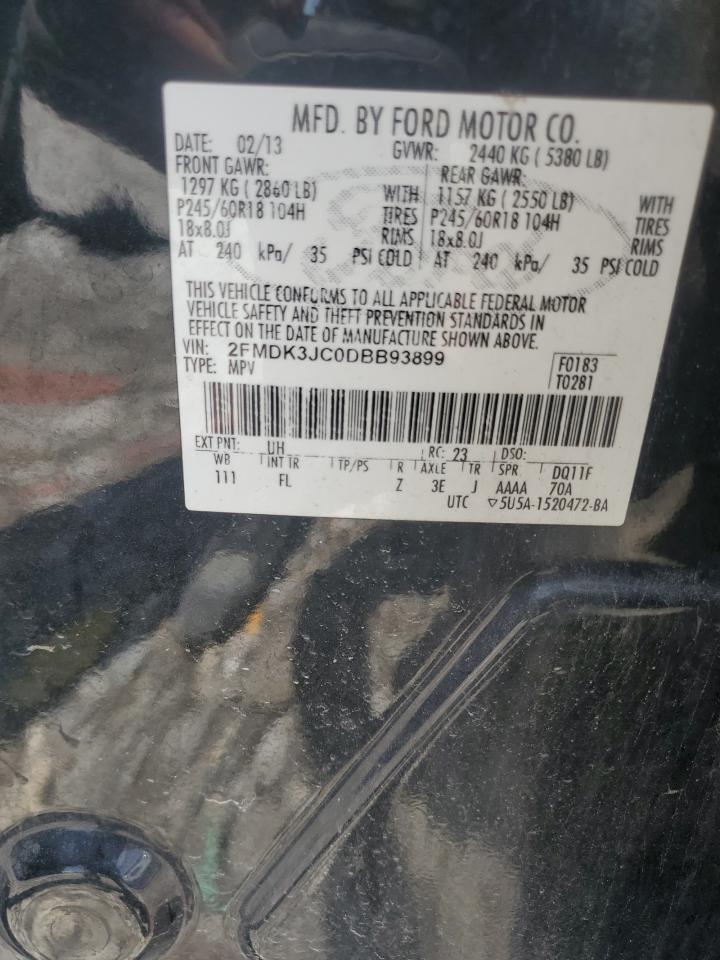 MFD. BY FORD MOTOR CO.
DATE: 02/13 GVWR: 2440 KG ( 5380 LB)
FRONT GAWR: REAR GAWR:
1297 KG ( 2860 LB) WITH 1157 KG ( 2550 LB) WITH
P245/60R18 104H TIRES P245/60R18 104H TIRES
18x8.0J RIMS 18x8.0J RIMS
AT 240 kPa/ 35 PSI COLD AT 240 kPa/ 35 PSI COLD
THIS VEHICLE CONFORMS TO ALL APPLICABLE FEDERAL MOTOR
VEHICLE SAFETY AND THEFT PREVENTION STANDARDS IN
EFFECT ON THE DATE OF MANUFACTURE SHOWN ABOVE.
VIN: 2FMDK3JC0DBB93899
TYPE: MPV
F0183
T0281
EXT PNT: UH RC: 23 DSO:
WB INT TR TP/PS R AXLE TR SPR DQ11F
111 FL Z 3E J AAAA 70A
UTC ▽5U5A-1520472-BA